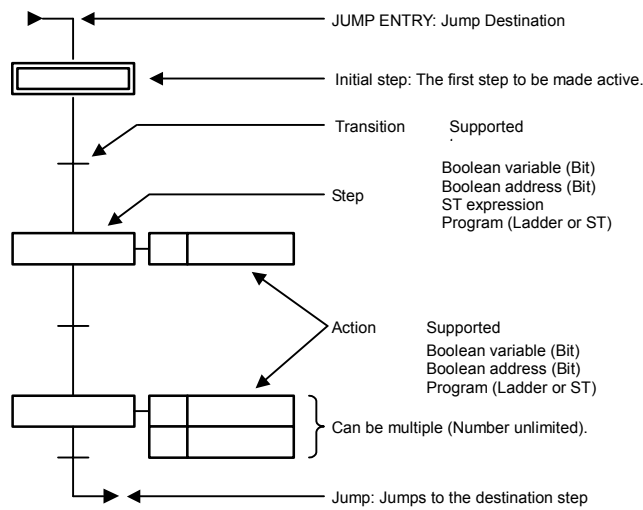 JUMP ENTRY: Jump Destination
Initial step: The first step to be made active.
Transition Supported
Boolean variable (Bit)
Boolean address (Bit)
ST expression
Program (Ladder or ST)
Step
Action Supported
Boolean variable (Bit)
Boolean address (Bit)
Program (Ladder or ST)
Can be multiple (Number unlimited).
Jump: Jumps to the destination step